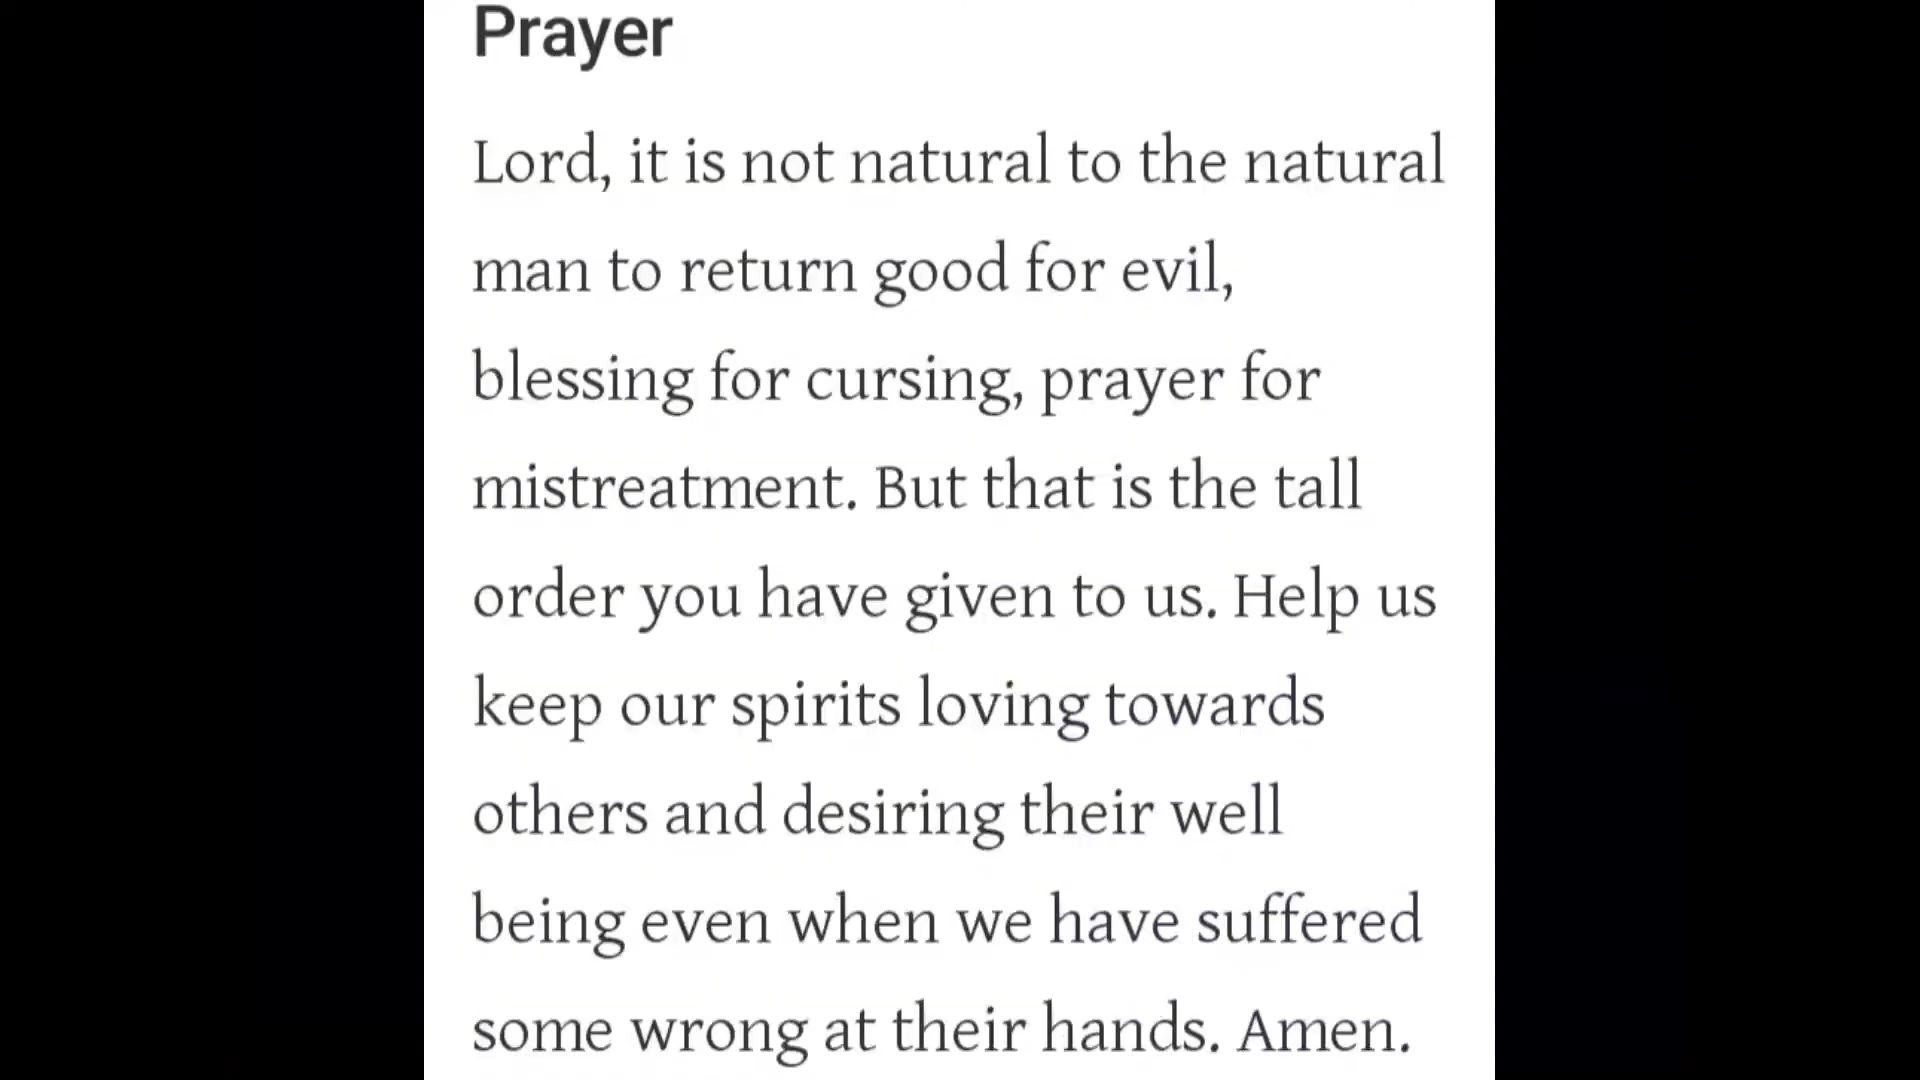 Prayer
Lord, it is not natural to the natural
man to return good for evil,
blessing for cursing, prayer for
mistreatment. But that is the tall
order you have given to us. Help us
keep our spirits loving towards
others and desiring their well
being even when we have suffered
some wrong at their hands. Amen.